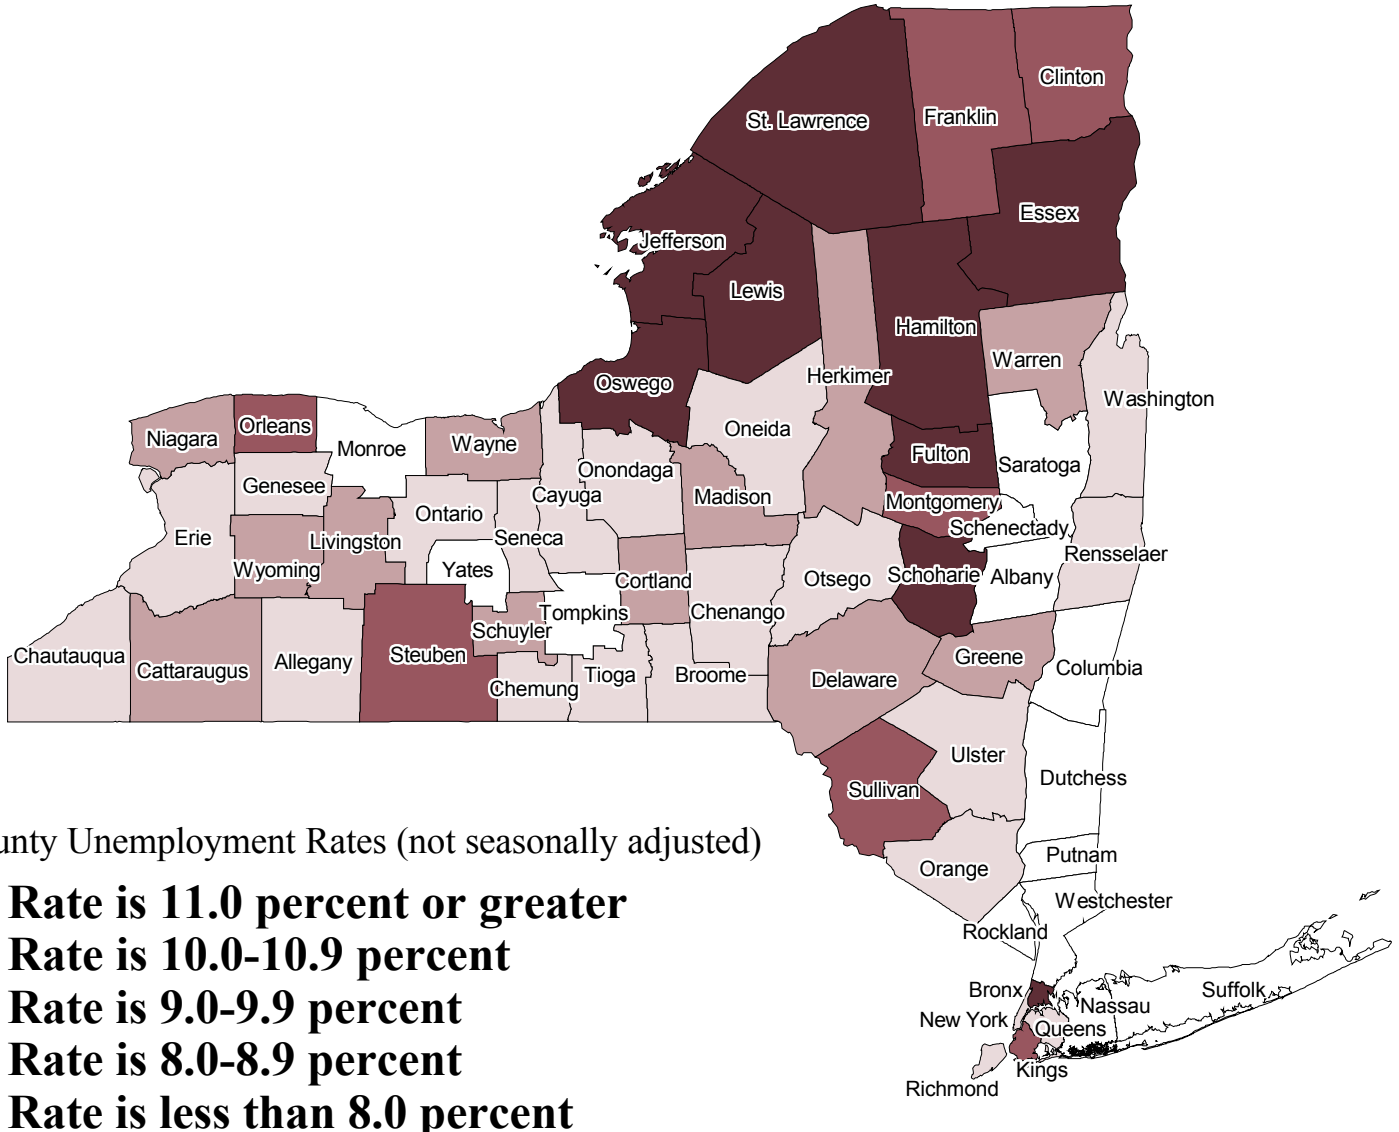 Clinton
Franklin
St. Lawrence
Essex
Jefferson
Lewis
Hamilton
Warren
Herkimer
Oswego
Washington
Orleans
Oneida
Niagara
Wayne
Monroe
Fulton
Saratoga
Onondaga
Genesee
Cayuga
Madison
Montgomery
Ontario
Schenectady
Erie
Livingston
Seneca
Rensselaer
Wyoming
Yates
Cortland
Otsego
Schoharie
Albany
Tompkins
Chenango
Schuyler
Chautauqua
Cattaraugus
Allegany
Steuben
Greene
Columbia
Chemung
Tioga
Broome
Delaware
Ulster
Dutchess
Sullivan
Putnam
Orange
Westchester
Rockland
Bronx
Suffolk
Nassau
New York
Queens
Kings
Richmond
unty Unemployment Rates (not seasonally adjusted)
Rate is 11.0 percent or greater
Rate is 10.0-10.9 percent
Rate is 9.0-9.9 percent
Rate is 8.0-8.9 percent
Rate is less than 8.0 percent